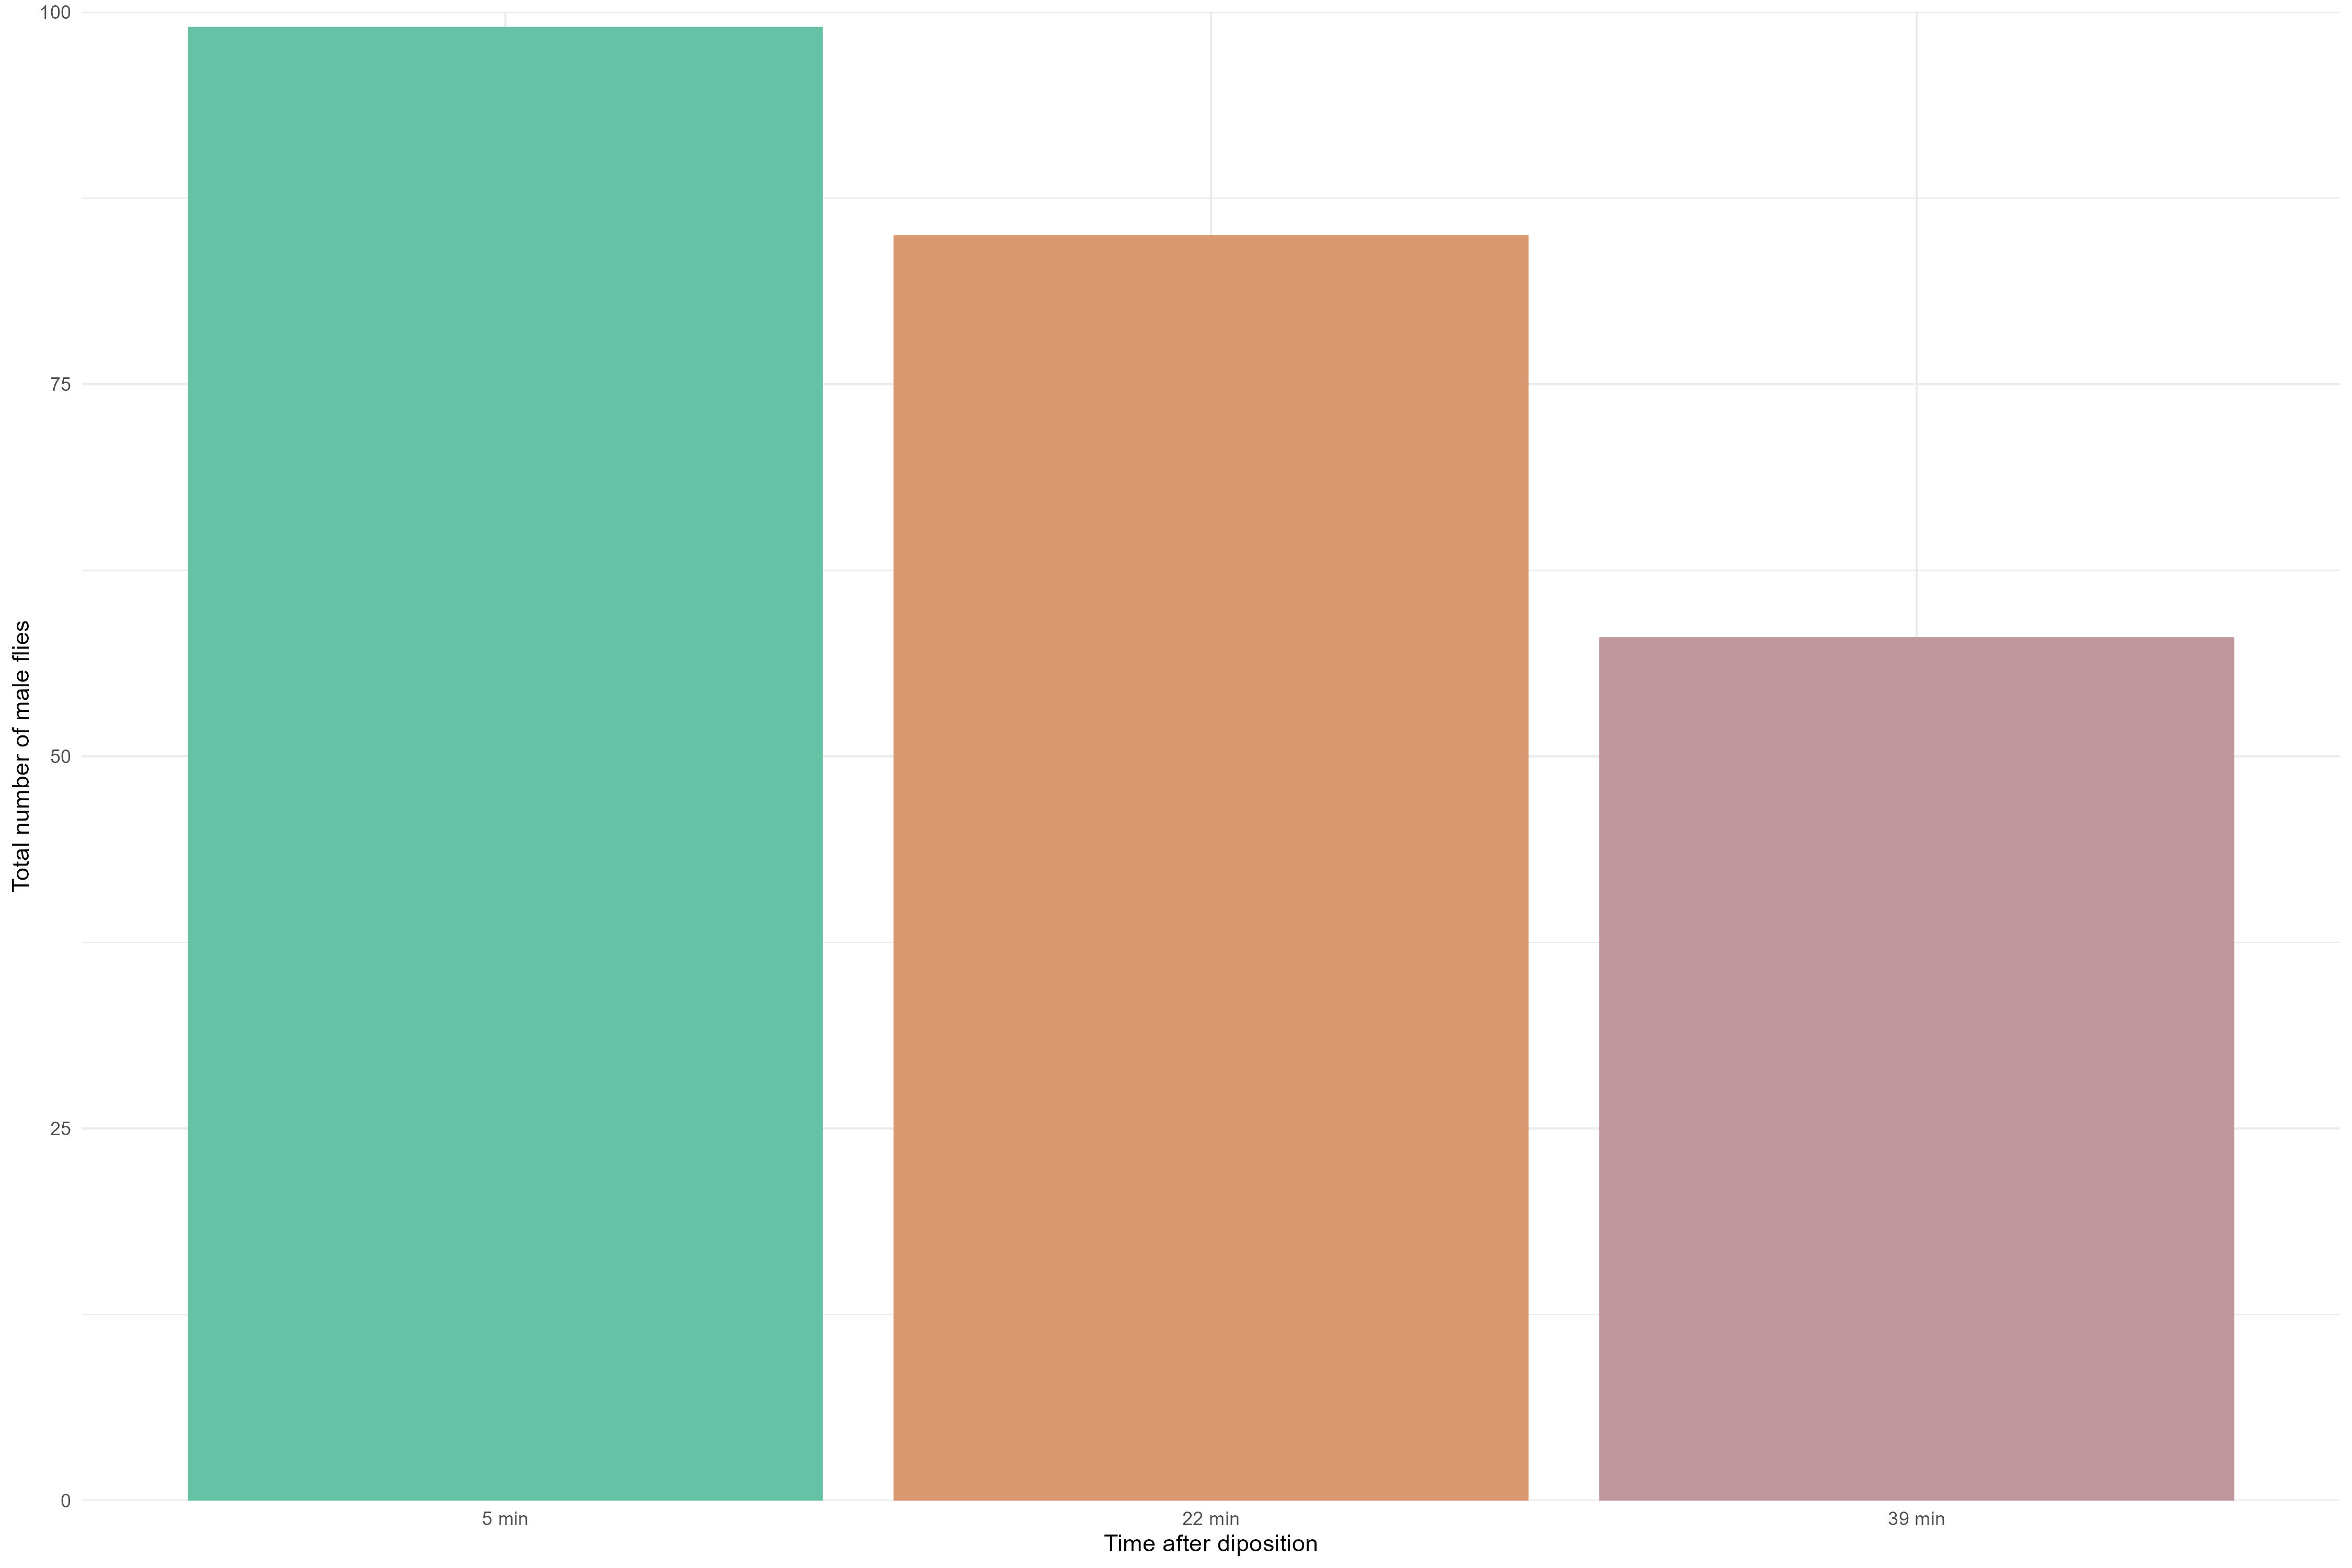 100
75
50
25
0
Total number of male flies
5 min
22 min
39 min
Time after diposition